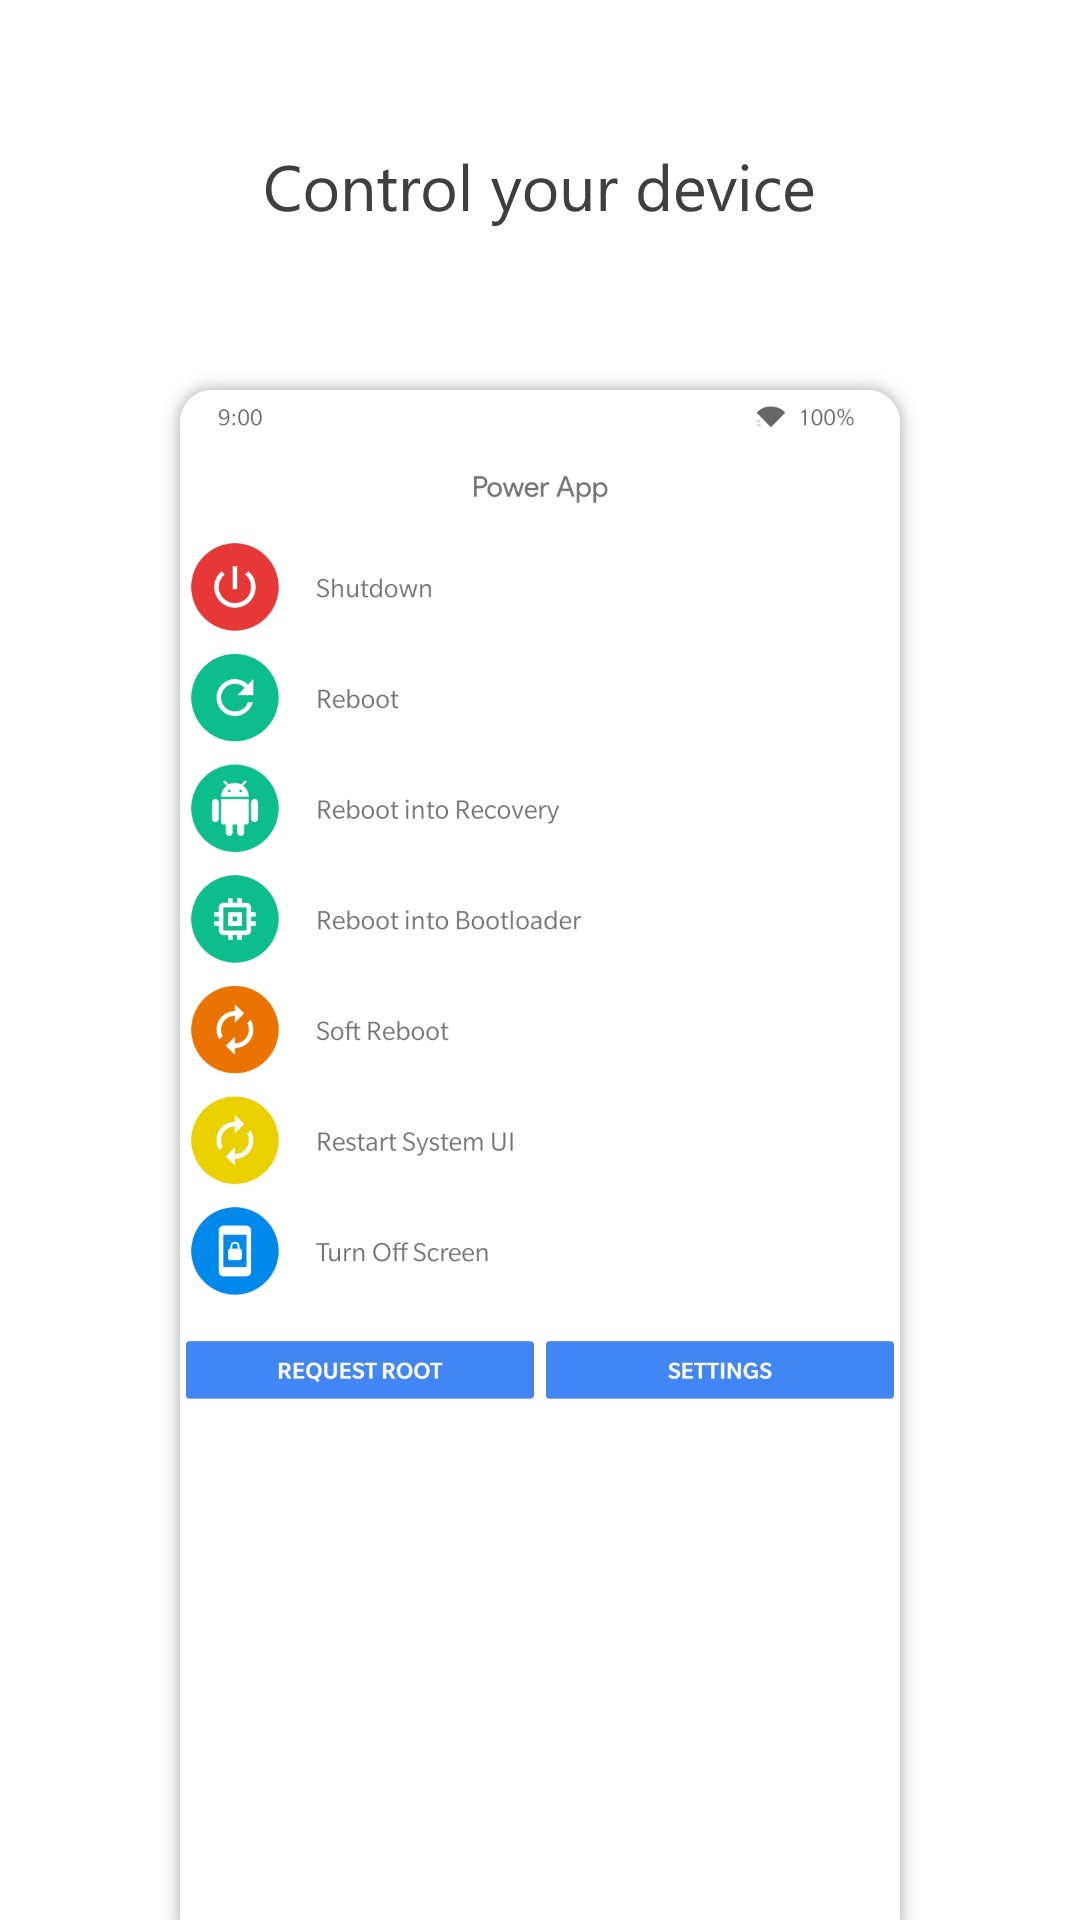 Control your device
9:00 100%
Power App
Shutdown
Reboot
Reboot into Recovery
Reboot into Bootloader
Soft Reboot
Restart System UI
Turn Off Screen
REQUEST ROOT SETTINGS